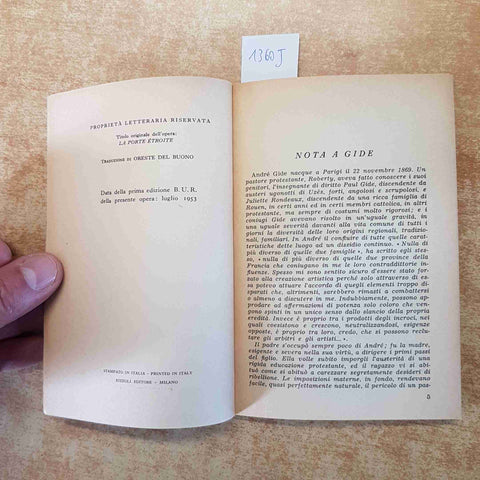 1360 J
PROPRIETÀ LETTERARIA RISERVATA
Titolo originale dell'opera:
LA PORTE ÉTROITE
TRADUZIONE DI ORESTE DEL BUONO
Data della prima edizione B. U. R.
della presente opera: luglio 1953
STAMPATO IN ITALIA - PRINTED IN ITALY
RIZZOLI EDITORE - MILANO
NOTA A GIDE
André Gide nacque a Parigi il 22 novembre 1869. Un
pastore protestante, Roberty, aveva fatto conoscere i suoi
genitori, l'insegnante di diritto Paul Gide, discendente da
austeri ugonotti di Uzès, forti, angolosi e scrupolosi, e
Juliette Rondeaux, discendente da una ricca famiglia di
Rouen, in certi anni ed in certi membri cattolica, in altri
protestante, ma sempre di costumi molto rigorosi; e i
coniugi Gide avevano risolto in un'uguale gravità, in
una uguale severità davanti alla vita comune di tutti i
giorni la diversità delle loro origini regionali, tradizio-
nali, familiari. In André il confluire di tutte quelle carat-
teristiche dette luogo ad un dissidio continuo. « Nulla di
più diverso di quelle due famiglie », ha scritto egli stes-
so, « nulla di più diverso di quelle due province della
Francia che coniugano in me le loro contraddittorie in-
fluenze. Spesso mi sono sentito sicuro d'essere stato for-
zato alla creazione artistica perché solo attraverso di es-
sa potevo attuare l'accordo di quegli elementi troppo di-
sparati che, altrimenti, sarebbero rimasti a combattersi
o almeno a discutere in me. Indubbiamente, possono ap-
prodare ad affermazioni di potenza solo coloro che ven-
gono spinti in un unico senso dallo slancio della propria
eredità. Invece è proprio tra i prodotti degli incroci, nei
quali coesistono e crescono, neutralizzandosi, esigenze
opposte, è proprio tra loro, credo, che si possono reclu-
tare gli arbitri e gli artisti... ».
Il padre s'occupò sempre poco di André; fu la madre,
esigente e severa nella sua virtù, a dirigere i primi passi
del figlio. Ella volle subito imporgli l'austerità di una
rigida educazione protestante, ed il ragazzo vi si abi-
tuò come si abituò a carezzare segretamente desideri di
ribellione. Le imposizioni materne, in fondo, rendevano
facile, quasi perfettamente naturale, il pericolo di un pas-
5